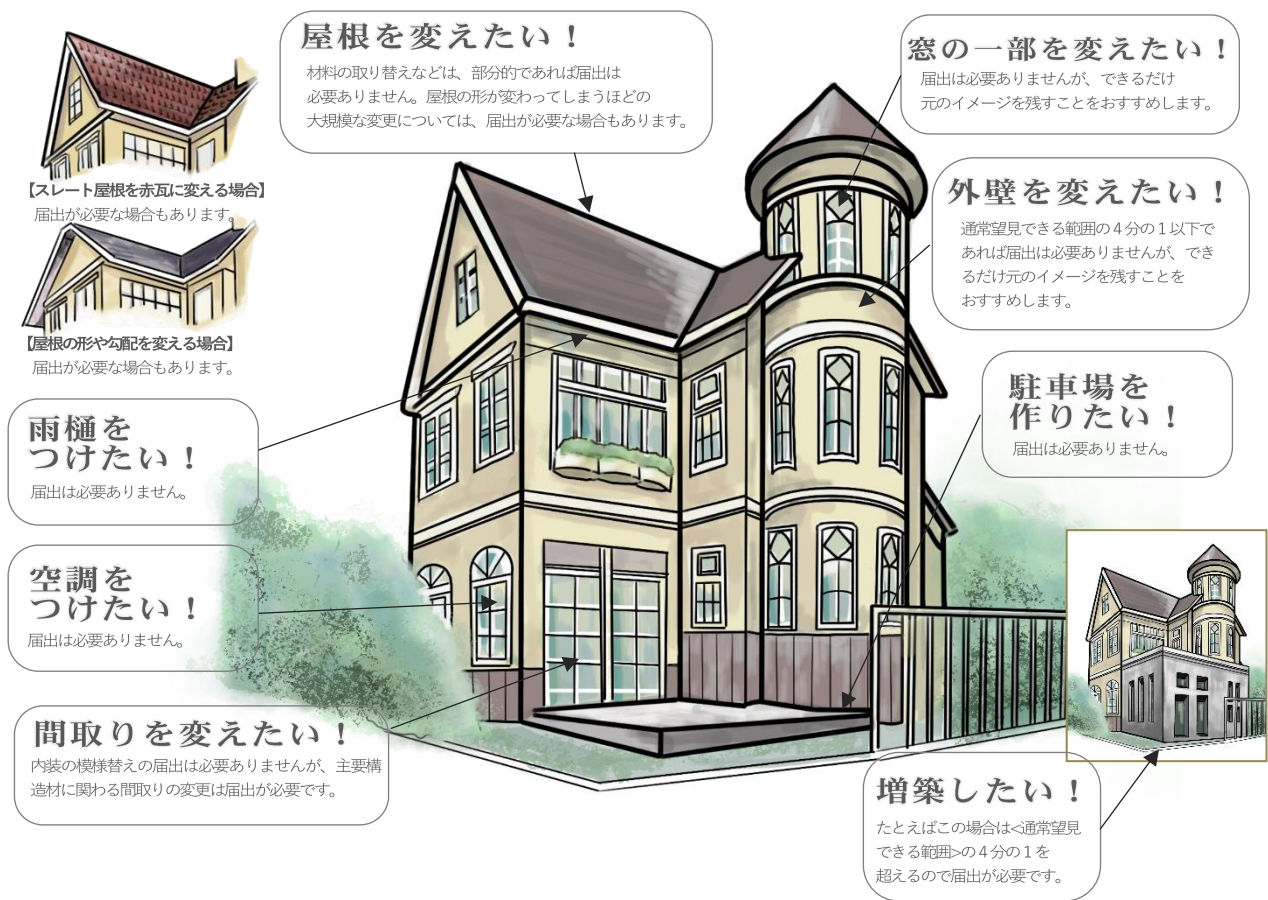 屋根を変えたい！
材料の取り替えなどは、部分的であれば届出は
必要ありません。屋根の形が変わってしまうほどの
大規模な変更については、届出が必要な場合もあります。
窓の一部を変えたい！
届出は必要ありませんが、できるだけ
元のイメージを残すことをおすすめします。
【スレート屋根を赤瓦に変える場合】
届出が必要な場合もあります。
【屋根の形や勾配を変える場合】
届出が必要な場合もあります。
外壁を変えたい！
通常望見できる範囲の４分の１以下で
あれば届出は必要ありませんが、でき
るだけ元のイメージを残すことを
おすすめします。
雨樋を
つけたい！
届出は必要ありません。
駐車場を
作りたい！
届出は必要ありません。
空調を
つけたい！
届出は必要ありません。
間取りを変えたい！
内装の模様替えの届出は必要ありませんが、主要構
造材に関わる間取りの変更は届出が必要です。
増築したい！
たとえばこの場合は<通常望見
できる範囲>の４分の１を
超えるので届出が必要です。